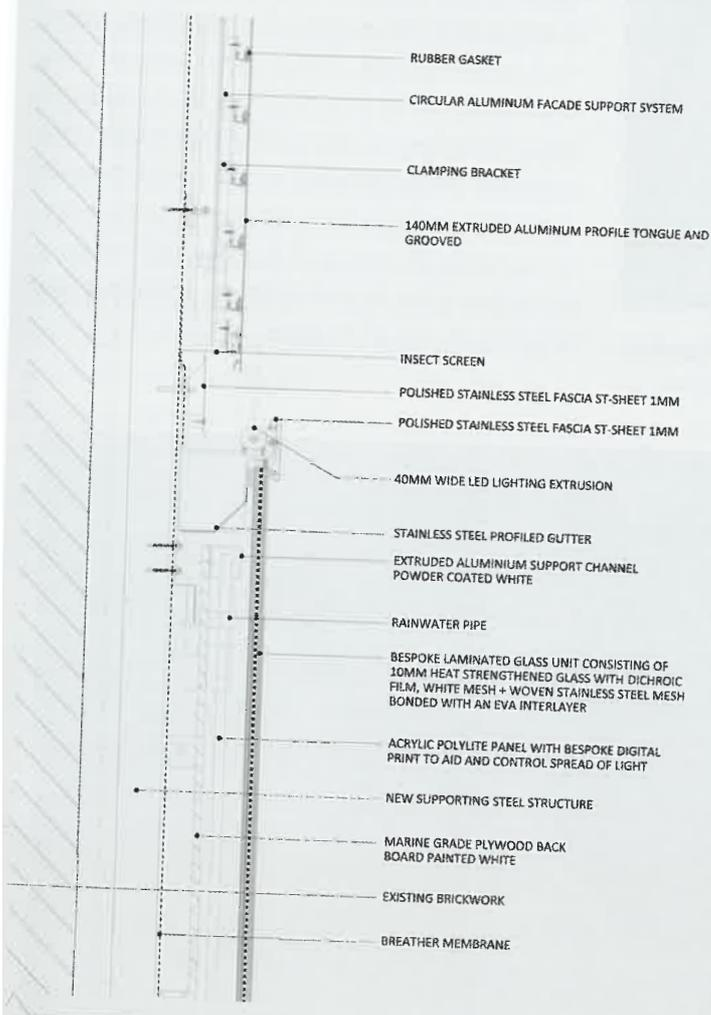 RUBBER GASKET
CIRCULAR ALUMINUM FACADE SUPPORT SYSTEM
CLAMPING BRACKET
140MM EXTRUDED ALUMINUM PROFILE TONGUE AND
GROOVED
INSECT SCREEN
POLISHED STAINLESS STEEL FASCIA ST-SHEET 1MM
POLISHED STAINLESS STEEL FASCIA ST-SHEET 1MM
40MM WIDE LED LIGHTING EXTRUSION
STAINLESS STEEL PROFILED GUTTER
EXTRUDED ALUMINIUM SUPPORT CHANNEL
POWDER COATED WHITE
RAINWATER PIPE
BESPOKE LAMINATED GLASS UNIT CONSISTING OF
10MM HEAT STRENGTHENED GLASS WITH DICHROIC
FILM, WHITE MESH + WOVEN STAINLESS STEEL MESH
BONDED WITH AN EVA INTERLAYER
ACRYLIC POLYLITE PANEL WITH BESPOKE DIGITAL
PRINT TO AID AND CONTROL SPREAD OF LIGHT
NEW SUPPORTING STEEL STRUCTURE
MARINE GRADE PLYWOOD BACK
BOARD PAINTED WHITE
EXISTING BRICKWORK
BREATHER MEMBRANE